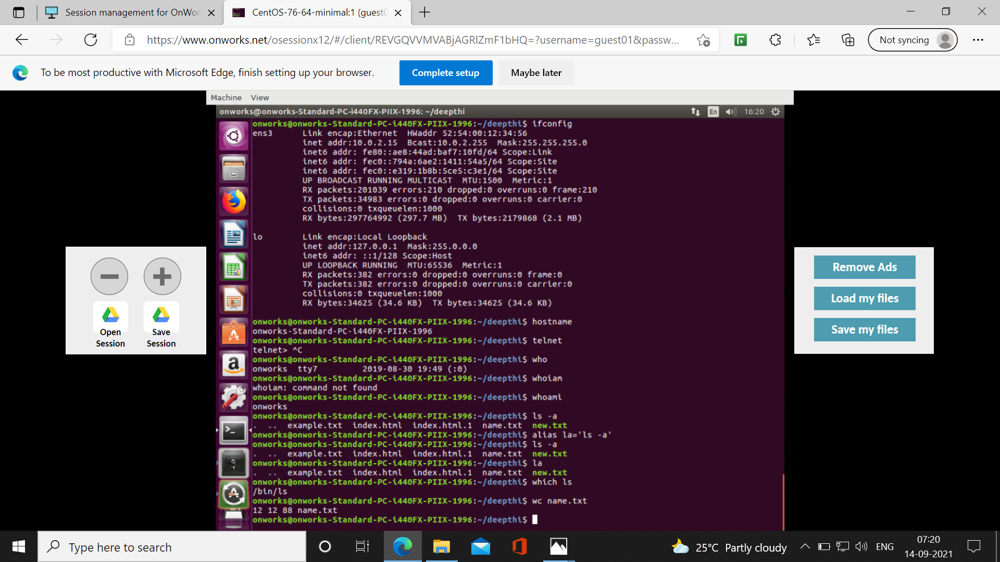 Session management for OnWor
CentOS-76-64-minimal:1 (guest0
https://www.onworks.net/osessionx12/#/client/REVGQVVMVABjAGRlZmF1bHQ=?username=guest01&passw...
Not syncing
To be most productive with Microsoft Edge, finish setting up your browser.
Complete setup
Maybe later
Machine View
onworks@onworks-Standard-PC-i440FX-PIIX-1996: ~/deepthi
En
16:20
onworks@onworks-Standard-PC-i440FX-PIIX-1996:~/deepthi$ ifconfig
ens3 Link encap:Ethernet HWaddr 52:54:00:12:34:56
inet addr:10.0.2.15 Bcast:10.0.2.255 Mask:255.255.255.0
inet6 addr: fe80::ae8:44ad:baf7:10fd/64 Scope:Link
inet6 addr: fec0::794a:6ae2:1411:54a5/64 Scope:Site
inet6 addr: fec0::e319:1b8b:5ce5:c3e1/64 Scope:Site
UP BROADCAST RUNNING MULTICAST MTU:1500 Metric:1
RX packets:201039 errors:210 dropped:0 overruns:0 frame:210
TX packets:34983 errors:0 dropped:0 overruns:0 carrier:0
collisions:0 txqueuelen:1000
RX bytes:297764992 (297.7 MB) TX bytes:2179868 (2.1 MB)
lo Link encap:Local Loopback
inet addr:127.0.0.1 Mask:255.0.0.0
inet6 addr: ::1/128 Scope:Host
UP LOOPBACK RUNNING MTU:65536 Metric:1
RX packets:382 errors:0 dropped:0 overruns:0 frame:0
TX packets:382 errors:0 dropped:0 overruns:0 carrier:0
collisions:0 txqueuelen:1000
RX bytes:34625 (34.6 KB) TX bytes:34625 (34.6 KB)
onworks@onworks-Standard-PC-i440FX-PIIX-1996:~/deepthi$ hostname
onworks-Standard-PC-i440FX-PIIX-1996
onworks@onworks-Standard-PC-i440FX-PIIX-1996:~/deepthi$ telnet
telnet> ^C
onworks@onworks-Standard-PC-i440FX-PIIX-1996:~/deepthi$ who
onworks tty7 2019-08-30 19:49 (:0)
onworks@onworks-Standard-PC-i440FX-PIIX-1996:~/deepthi$ whoiam
whoiam: command not found
onworks@onworks-Standard-PC-i440FX-PIIX-1996:~/deepthi$ whoami
onworks
onworks@onworks-Standard-PC-i440FX-PIIX-1996:~/deepthi$ ls -a
. .. example.txt index.html index.html.1 name.txt new.txt
onworks@onworks-Standard-PC-i440FX-PIIX-1996:~/deepthi$ alias la='ls -a'
onworks@onworks-Standard-PC-i440FX-PIIX-1996:~/deepthi$ ls -a
. .. example.txt index.html index.html.1 name.txt new.txt
onworks@onworks-Standard-PC-i440FX-PIIX-1996:~/deepthi$ la
. .. example.txt index.html index.html.1 name.txt new.txt
onworks@onworks-Standard-PC-i440FX-PIIX-1996:~/deepthi$ which ls
/bin/ls
onworks@onworks-Standard-PC-i440FX-PIIX-1996:~/deepthi$ wc name.txt
12 12 88 name.txt
onworks@onworks-Standard-PC-i440FX-PIIX-1996:~/deepthi$
Open
Session
Save
Session
Remove Ads
Load my files
Save my files
Type here to search
25°C Partly cloudy
ENG
07:20
14-09-2021